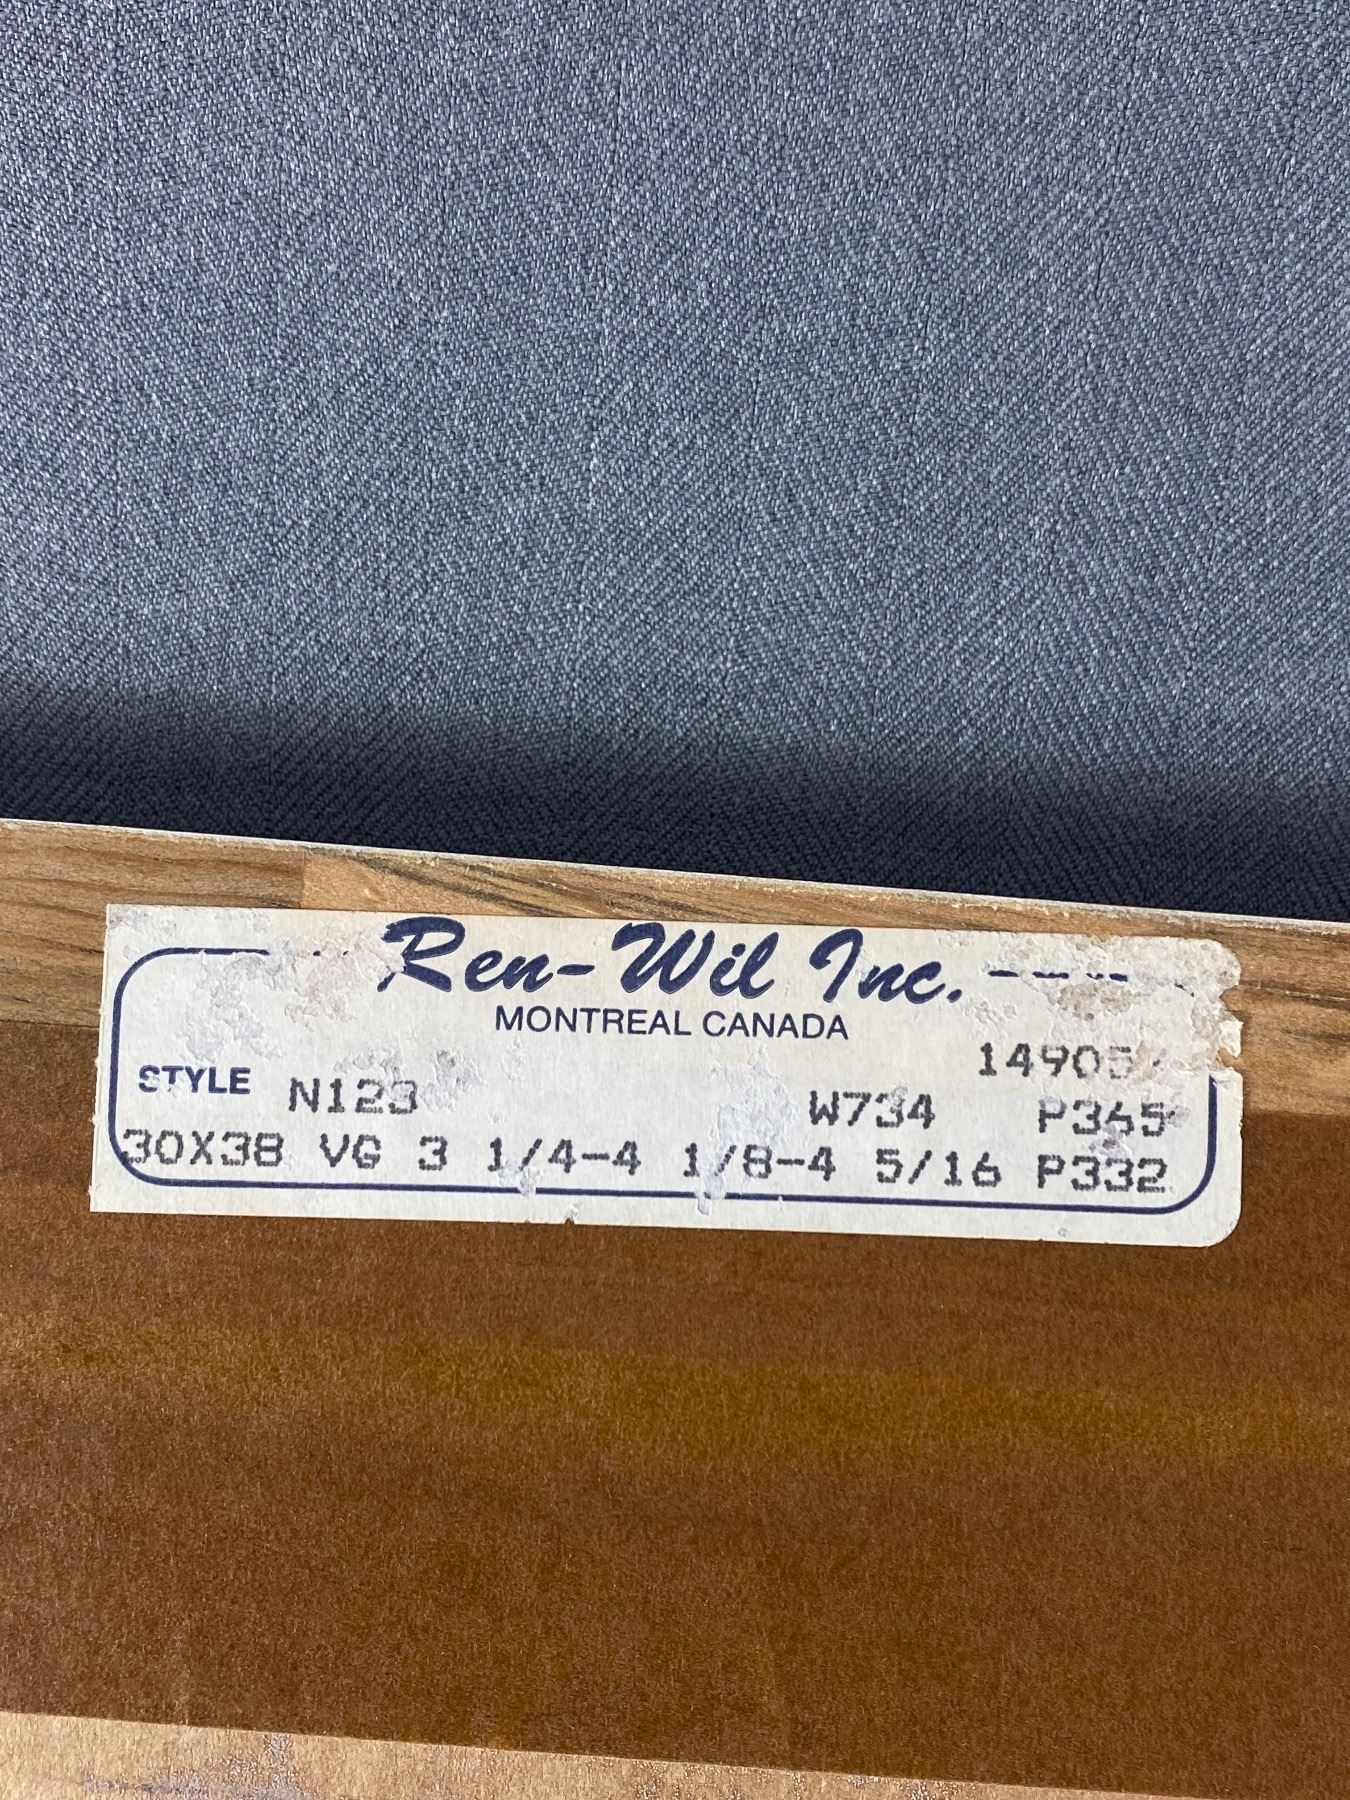 Ren-Wil Inc.
MONTREAL CANADA
STYLE N123 W734 P365
30X38 VG 3 1/4-4 1/8-4 5/16 P332